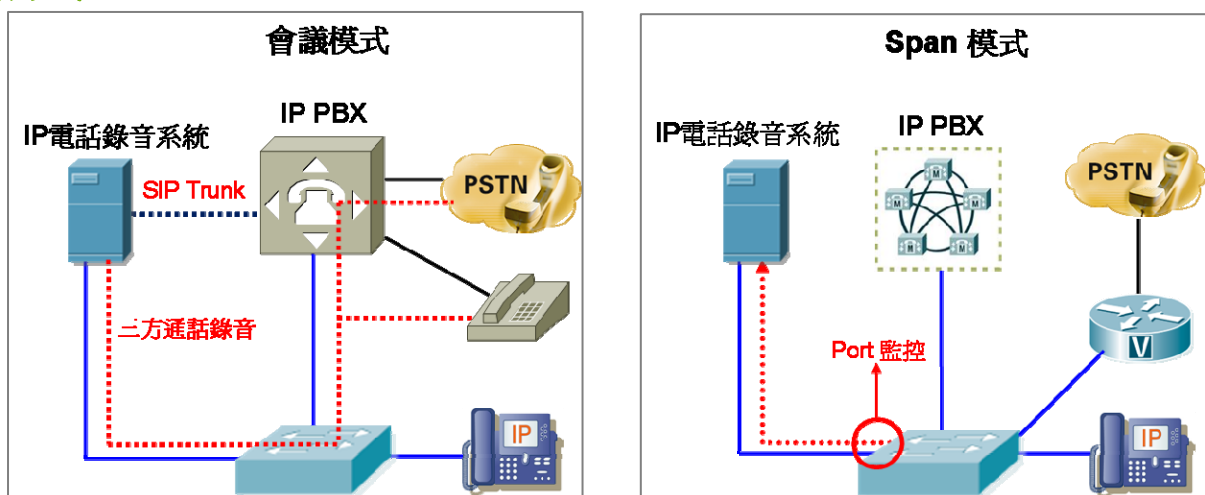 會議模式
IP PBX
IP電話錄音系統
SIP Trunk
PSTN
三方通話錄音
IP
Span 模式
IP電話錄音系統
IP PBX
PSTN
M
M
M
M
M
Port 監控
V
IP